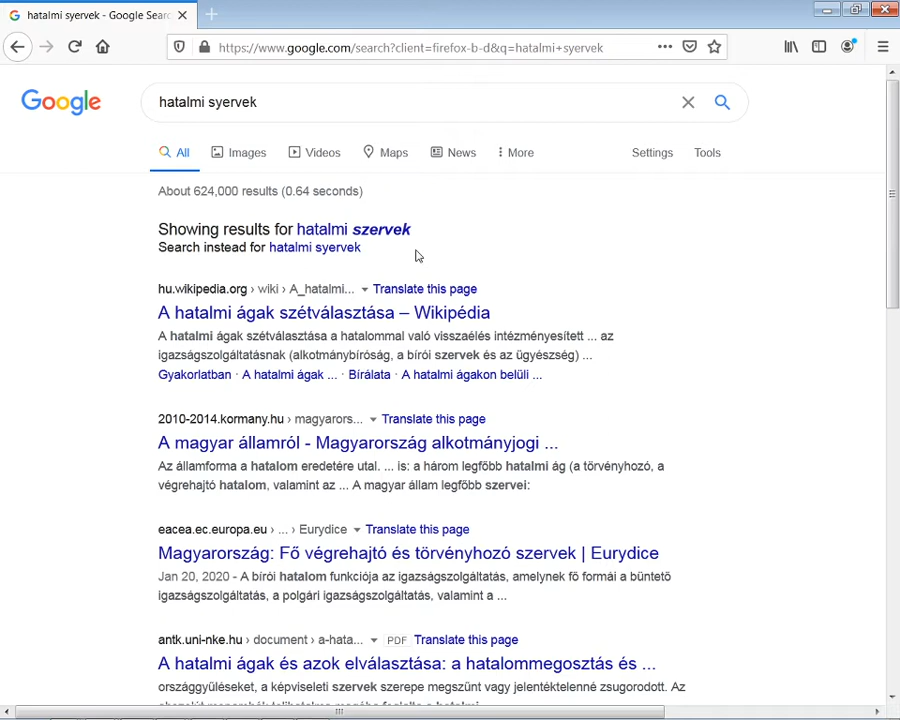 hatalmi syervek - Google Searc
https://www.google.com/search?client=firefox-b-d&q=hatalmi+syervek
Google
hatalmi syervek
All Images Videos Maps News More Settings Tools
About 624,000 results (0.64 seconds)
Showing results for hatalmi szervek
Search instead for hatalmi syervek
hu.wikipedia.org › wiki › A_hatalmi... Translate this page
A hatalmi ágak szétválasztása – Wikipédia
A hatalmi ágak szétválasztása a hatalommal való visszaélés intézményesített ... az
igazságszolgáltatásnak (alkotmánybíróság, a bírói szervek és az ügyészség) ...
Gyakorlatban · A hatalmi ágak ... · Bírálata · A hatalmi ágakon belüli ...
2010-2014.kormany.hu › magyarors... Translate this page
A magyar államról - Magyarország alkotmányjogi ...
Az államforma a hatalom eredetére utal. ... is: a három legfőbb hatalmi ág (a törvényhozó, a
végrehajtó hatalom, valamint az ... A magyar állam legfőbb szervei:
eacea.ec.europa.eu › ... › Eurydice Translate this page
Magyarország: Fő végrehajtó és törvényhozó szervek | Eurydice
Jan 20, 2020 - A bírói hatalom funkciója az igazságszolgáltatás, amelynek fő formái a büntető
igazságszolgáltatás, a polgári igazságszolgáltatás, valamint a ...
antk.uni-nke.hu › document › a-hata... PDF Translate this page
A hatalmi ágak és azok elválasztása: a hatalommegosztás és ...
országgyűléseket, a képviseleti szervek szerepe megszűnt vagy jelentéktelenné zsugorodott. Az